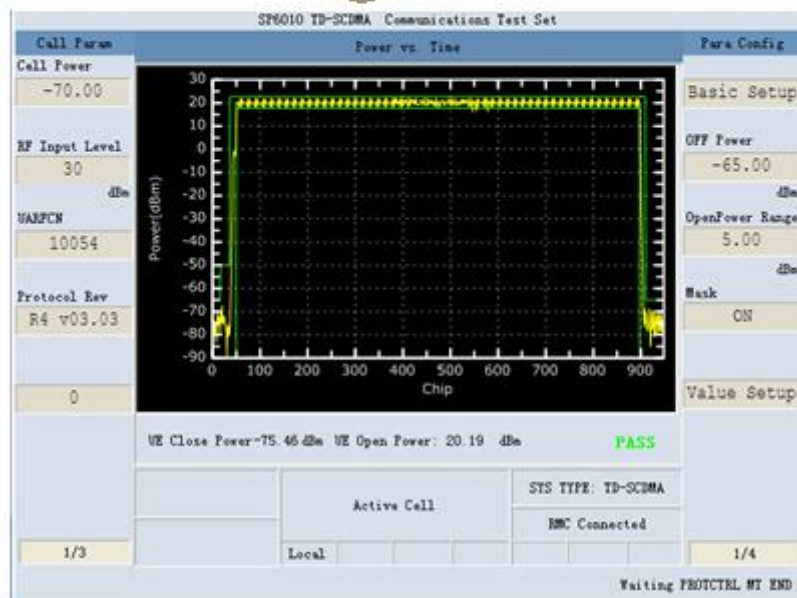 SP6010 TD-SCDMA Communications Test Set
Call Param
Power vs. Time
Para Config
Cell Power
-70.00
RF Input Level
30
dBm
UARFCN
10054
Protocol Rev
R4 v03.03
0
1/3
30
20
10
0
-10
-20
-30
-40
-50
-60
-70
-80
-90
Power(dBm)
0 100 200 300 400 500 600 700 800 900
Chip
UE Close Power-75.46 dBm UE Open Power: 20.19 dBm PASS
Active Cell
SYS TYPE: TD-SCDMA
RMC Connected
Local
Basic Setup
OFF Power
-65.00
dBm
OpenPower Range
5.00
dBm
Mask
ON
Value Setup
1/4
Waiting PROTCTRL MT END